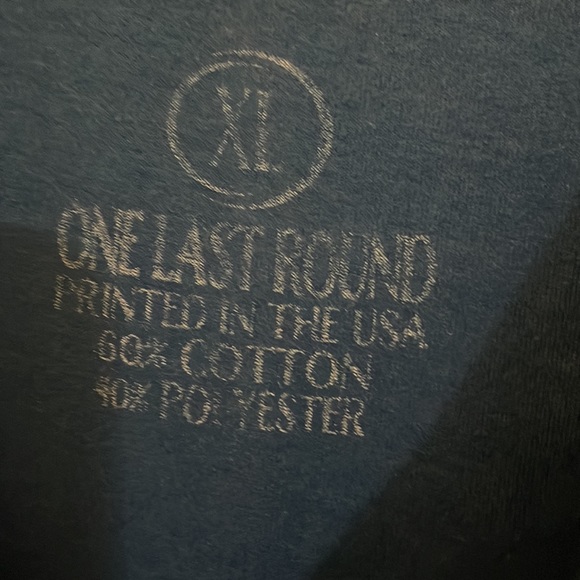 XL
ONE LAST ROUND
PRINTED IN THE USA
60% COTTON
40% POLYESTER